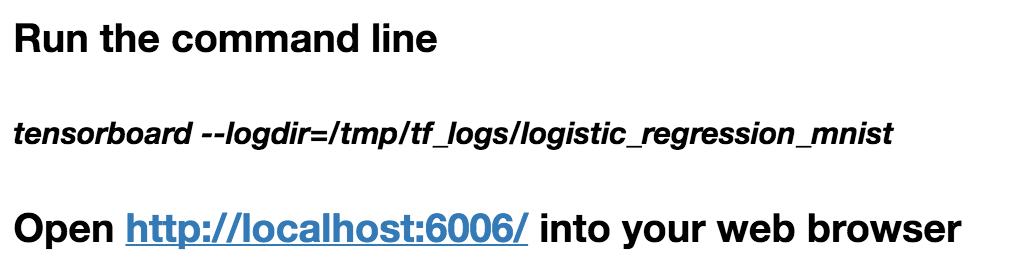 Run the command line
tensorboard --logdir=/tmp/tf_logs/logistic_regression_mnist
Open http://localhost:6006/ into your web browser